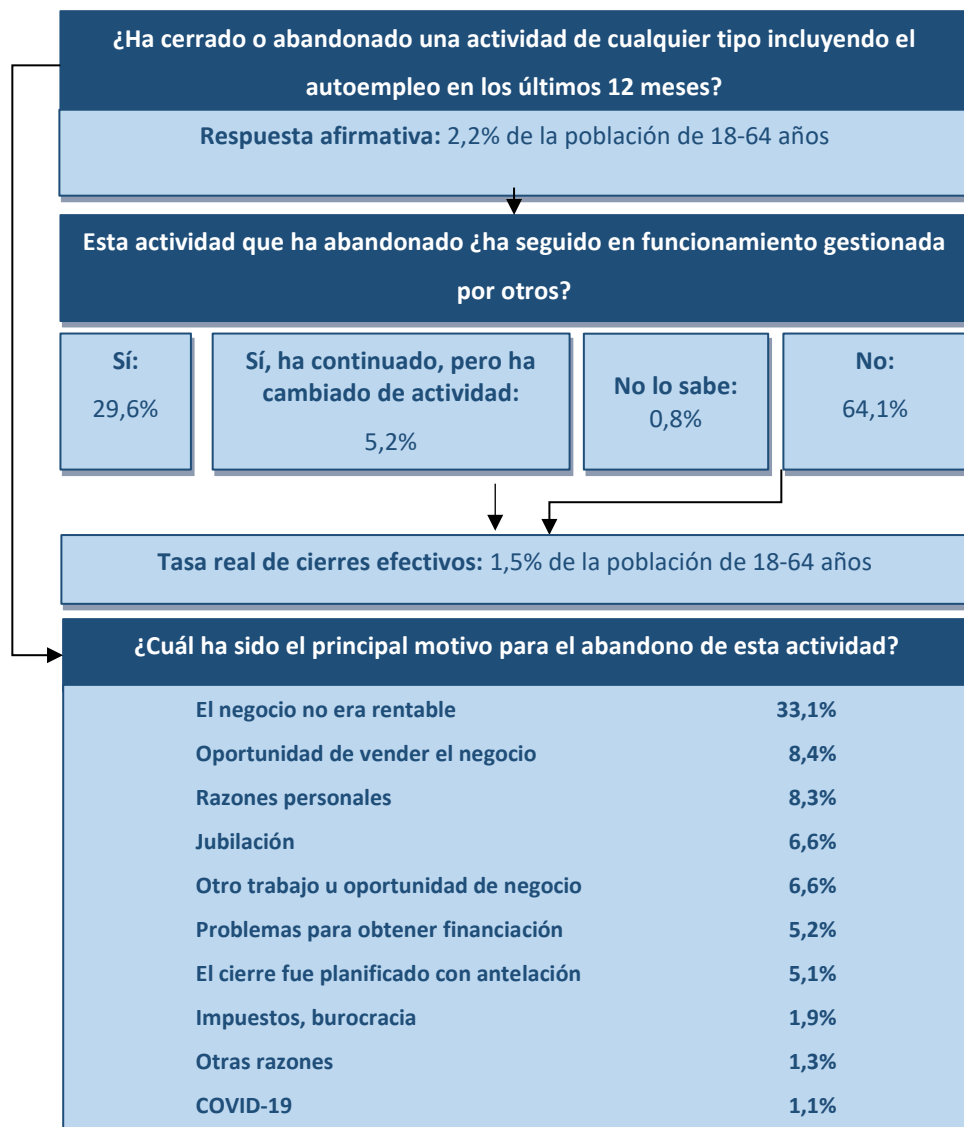 ¿Ha cerrado o abandonado una actividad de cualquier tipo incluyendo el
autoempleo en los últimos 12 meses?
Respuesta afirmativa: 2,2% de la población de 18-64 años
Esta actividad que ha abandonado ¿ha seguido en funcionamiento gestionada
por otros?
Sí:
29,6%
Sí, ha continuado, pero ha
cambiado de actividad:
5,2%
No lo sabe:
0,8%
No:
64,1%
Tasa real de cierres efectivos: 1,5% de la población de 18-64 años
¿Cuál ha sido el principal motivo para el abandono de esta actividad?
El negocio no era rentable 33,1%
Oportunidad de vender el negocio 8,4%
Razones personales 8,3%
Jubilación 6,6%
Otro trabajo u oportunidad de negocio 6,6%
Problemas para obtener financiación 5,2%
El cierre fue planificado con antelación 5,1%
Impuestos, burocracia 1,9%
Otras razones 1,3%
COVID-19 1,1%